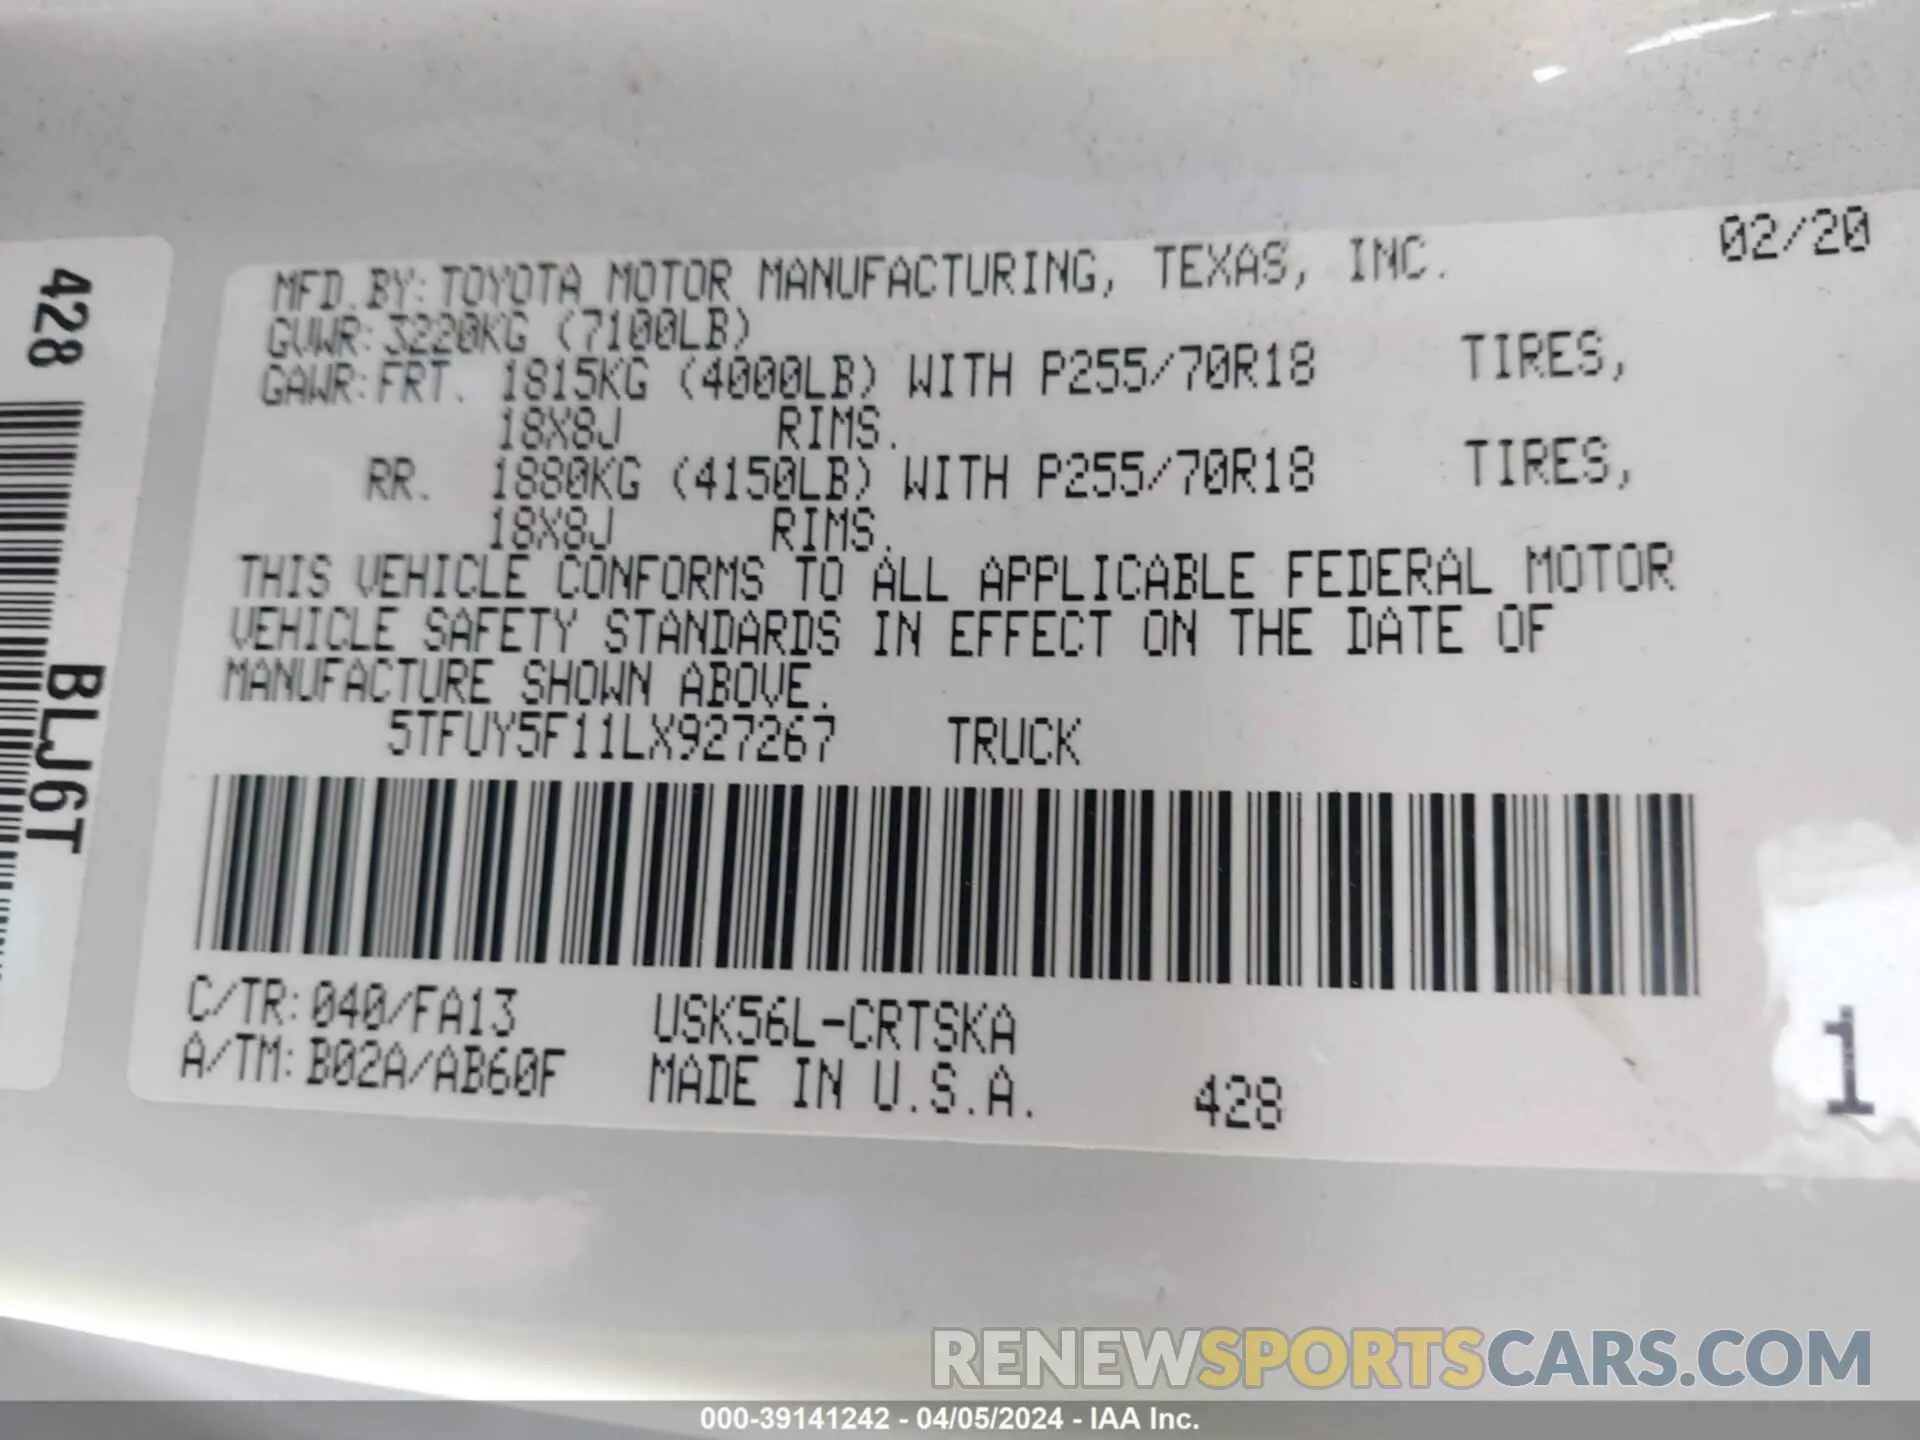 MFD.BY:TOYOTA MOTOR MANUFACTURING, TEXAS, INC. 02/20
GVWR:3220KG (7100LB)
GAWR:FRT. 1815KG (4000LB) WITH P255/70R18 TIRES,
18X8J RIMS.
RR. 1880KG (4150LB) WITH P255/70R18 TIRES,
18X8J RIMS.
THIS VEHICLE CONFORMS TO ALL APPLICABLE FEDERAL MOTOR
VEHICLE SAFETY STANDARDS IN EFFECT ON THE DATE OF
MANUFACTURE SHOWN ABOVE.
5TFUY5F11LX927267 TRUCK
C/TR:040/FA13 USK56L-CRTSKA
A/TM:B02A/AB60F MADE IN U.S.A. 428
1
428
BLJ6T
RENEWSPORTSCARS.COM
000-39141242 - 04/05/2024 - IAA Inc.